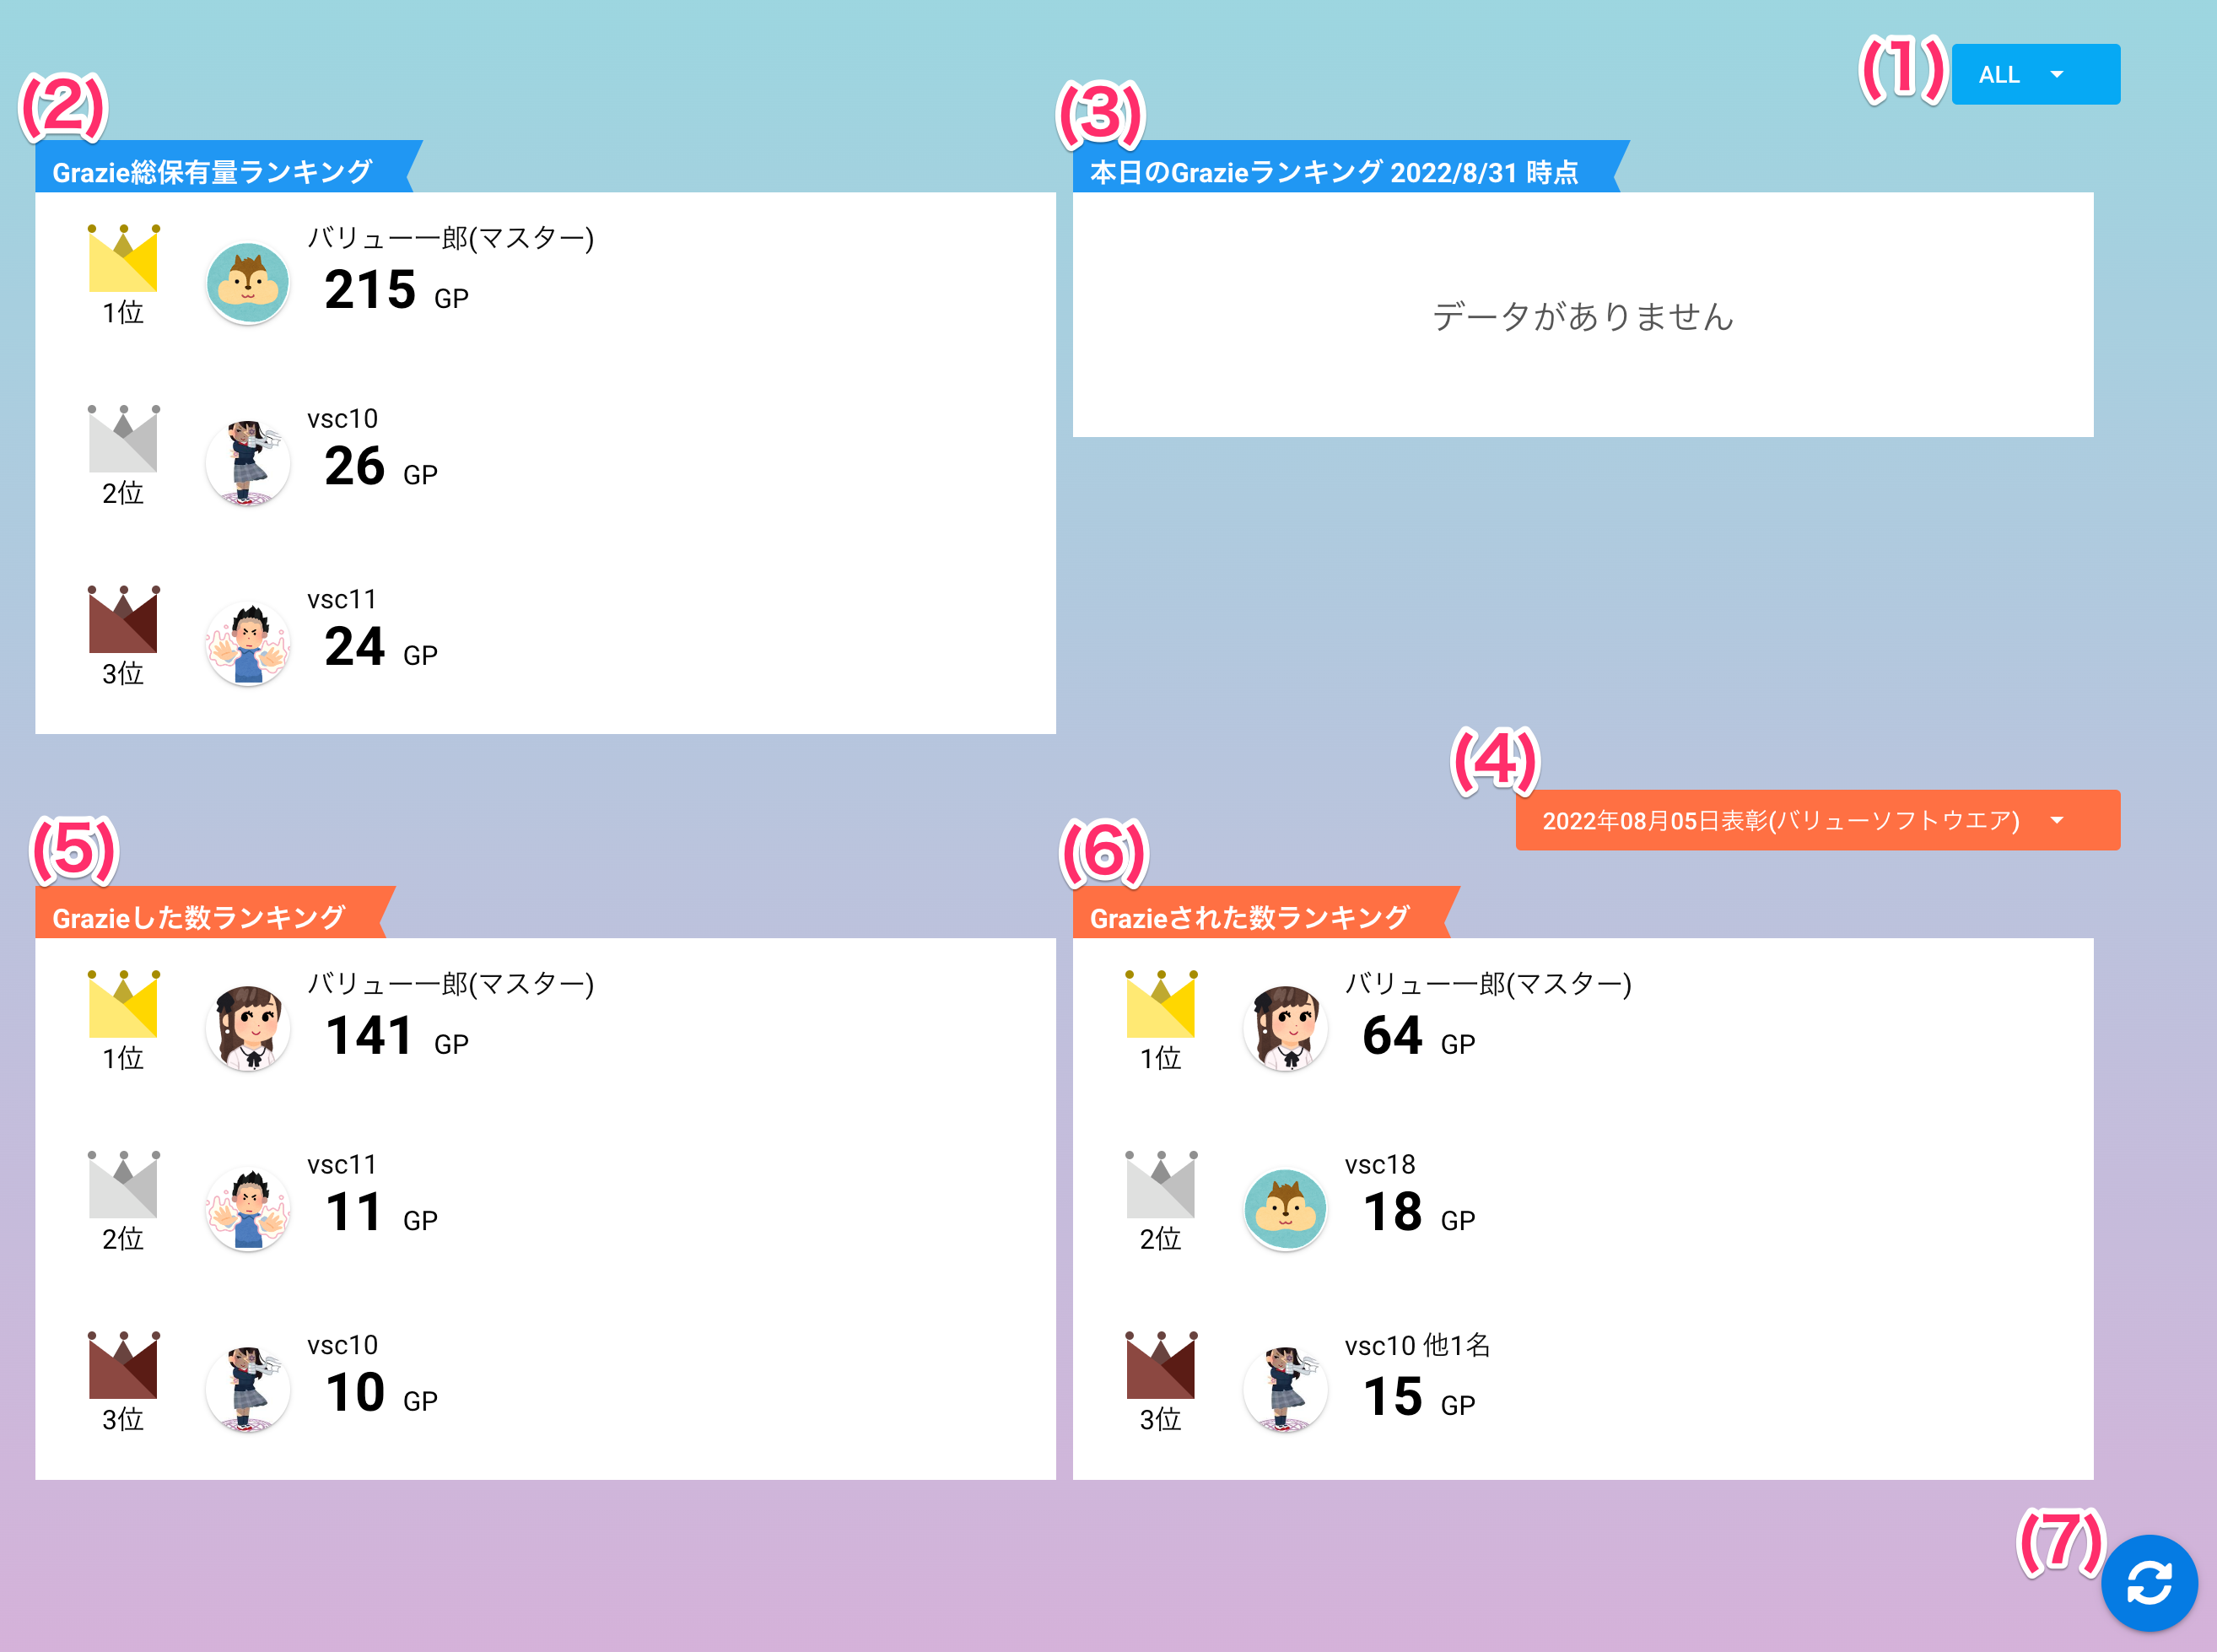 (1)
ALL
(2)
Grazie総保有量ランキング
1位
バリュー一郎(マスター)
215 GP
2位
vsc10
26 GP
3位
vsc11
24 GP
(3)
本日のGrazieランキング 2022/8/31 時点
データがありません
(4)
2022年08月05日表彰(バリューソフトウエア)
(5)
Grazieした数ランキング
1位
バリュー一郎(マスター)
141 GP
2位
vsc11
11 GP
3位
vsc10
10 GP
(6)
Grazieされた数ランキング
1位
バリュー一郎(マスター)
64 GP
2位
vsc18
18 GP
3位
vsc10 他1名
15 GP
(7)